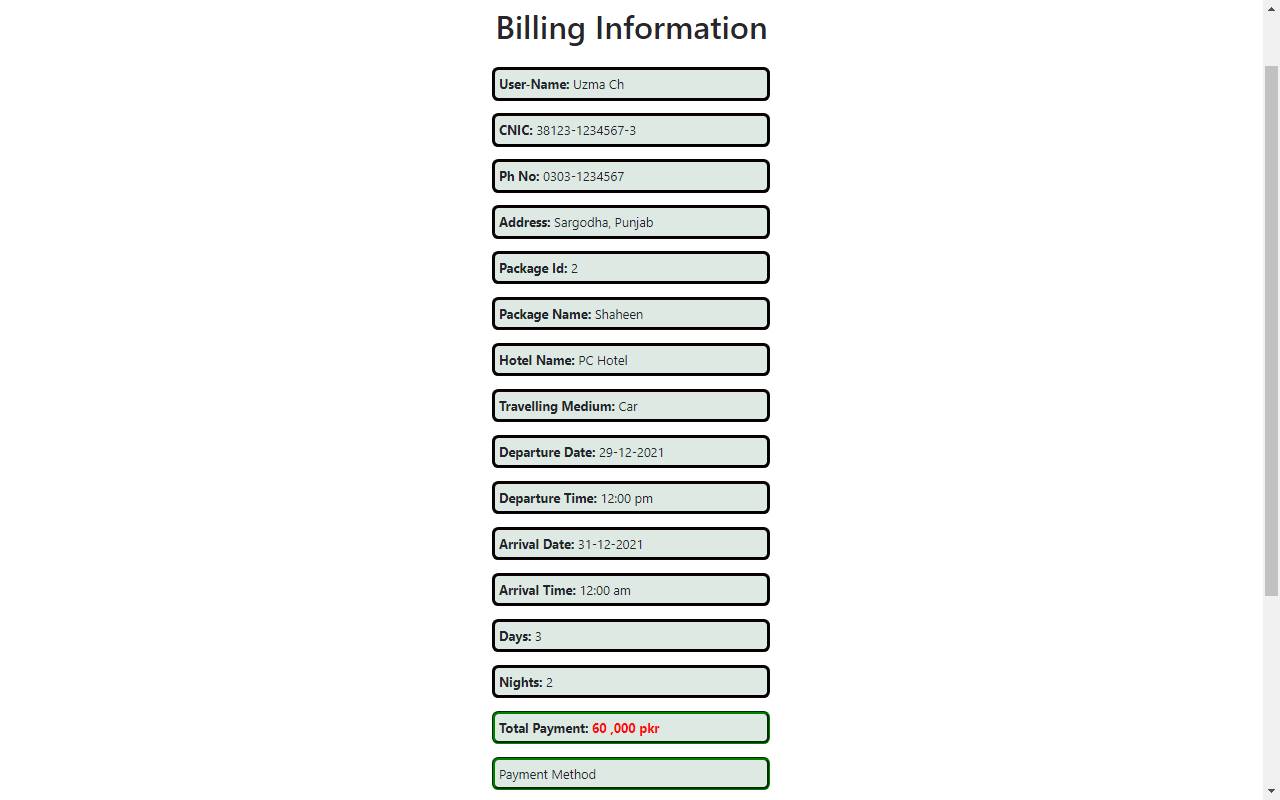 Billing Information
User-Name: Uzma Ch
CNIC: 38123-1234567-3
Ph No: 0303-1234567
Address: Sargodha, Punjab
Package Id: 2
Package Name: Shaheen
Hotel Name: PC Hotel
Travelling Medium: Car
Departure Date: 29-12-2021
Departure Time: 12:00 pm
Arrival Date: 31-12-2021
Arrival Time: 12:00 am
Days: 3
Nights: 2
Total Payment: 60 ,000 pkr
Payment Method